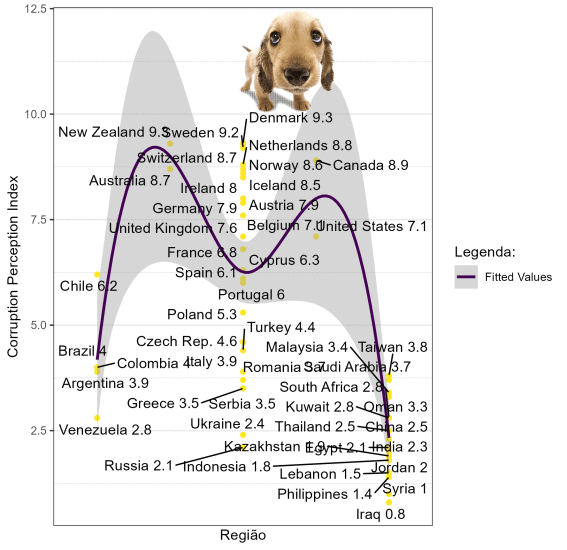 12.5
Denmark 9.3
10.0
New Zealand 9.3
Sweden 9.2
Netherlands 8.8
Switzerland 8.7
Norway 8.6
Canada 8.9
Australia 8.7
Ireland 8
Iceland 8.5
Germany 7.9
Austria 7.9
7.5
United Kingdom 7.6
Belgium 7.1
United States 7.1
France 6.8
Cyprus 6.3
Spain 6.1
Chile 6.2
Portugal 6
Poland 5.3
5.0
Turkey 4.4
Czech Rep. 4.6
Malaysia 3.4
Taiwan 3.8
Brazil 4
Colombia 4
Italy 3.9
Romania 3.7
Saudi Arabia 3.7
Argentina 3.9
South Africa 2.8
Greece 3.5
Serbia 3.5
Kuwait 2.8
Oman 3.3
2.5
Venezuela 2.8
Ukraine 2.4
Thailand 2.5
China 2.5
Kazakhstan 1.9
Egypt 2.1
India 2.3
Russia 2.1
Indonesia 1.8
Lebanon 1.5
Jordan 2
Philippines 1.4
Syria 1
Iraq 0.8
Região
Corruption Perception Index
Legenda:
Fitted Values